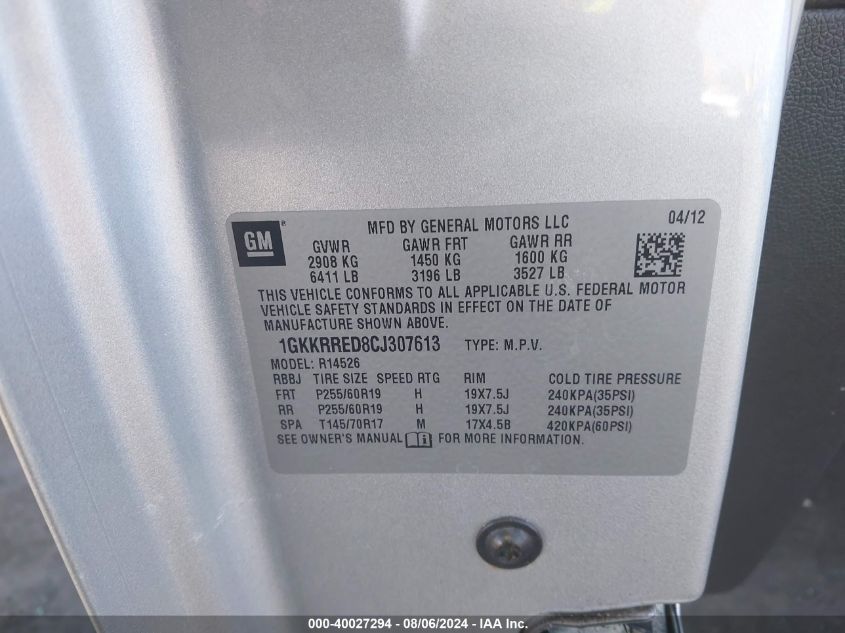 GM ®
MFD BY GENERAL MOTORS LLC 04/12
GVWR GAWR FRT GAWR RR
2908 KG 1450 KG 1600 KG
6411 LB 3196 LB 3527 LB
THIS VEHICLE CONFORMS TO ALL APPLICABLE U.S. FEDERAL MOTOR
VEHICLE SAFETY STANDARDS IN EFFECT ON THE DATE OF
MANUFACTURE SHOWN ABOVE.
1GKKRRED8CJ307613 TYPE: M.P.V.
MODEL: R14526
RBBJ TIRE SIZE SPEED RTG RIM COLD TIRE PRESSURE
FRT P255/60R19 H 19X7.5J 240KPA(35PSI)
RR P255/60R19 H 19X7.5J 240KPA(35PSI)
SPA T145/70R17 M 17X4.5B 420KPA(60PSI)
SEE OWNER'S MANUAL i FOR MORE INFORMATION.
000-40027294 - 08/06/2024 - IAA Inc.